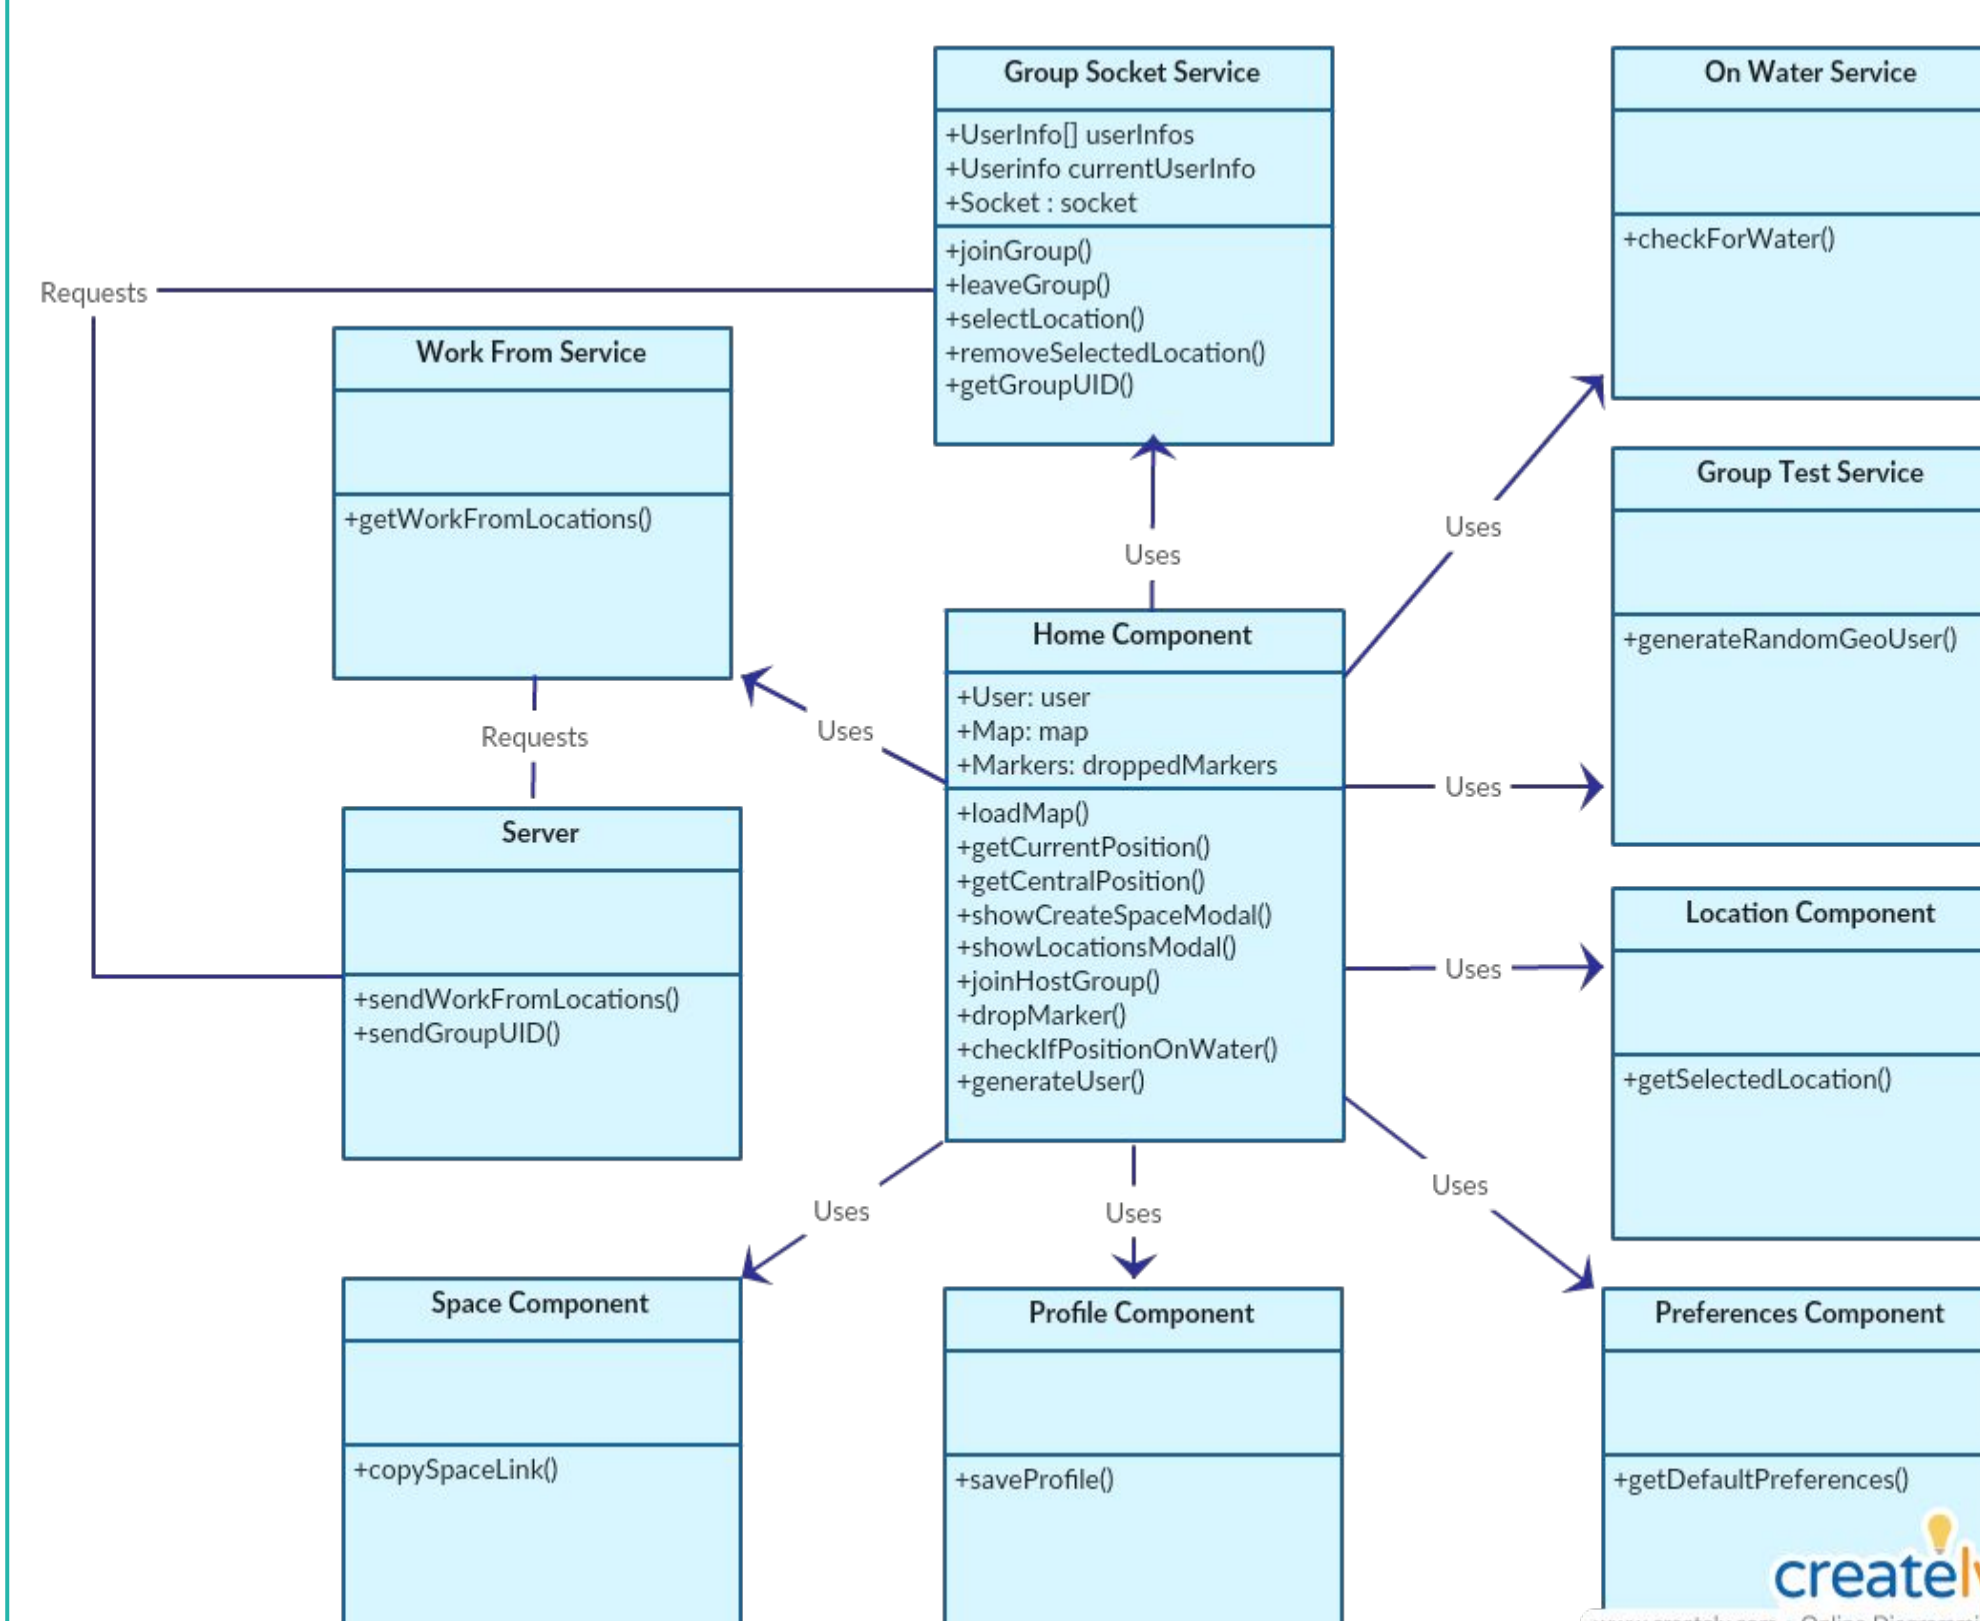 Group Socket Service
+UserInfo[] userInfos
+Userinfo currentUserInfo
+Socket : socket
+joinGroup()
+leaveGroup()
+selectLocation()
+removeSelectedLocation()
+getGroupUID()
On Water Service
+checkForWater()
Requests
Work From Service
+getWorkFromLocations()
Uses
Uses
Group Test Service
+generateRandomGeoUser()
Home Component
+User: user
+Map: map
+Markers: droppedMarkers
+loadMap()
+getCurrentPosition()
+getCentralPosition()
+showCreateSpaceModal()
+showLocationsModal()
+joinHostGroup()
+dropMarker()
+checkIfPositionOnWater()
+generateUser()
Uses
Requests
Uses
Server
+sendWorkFromLocations()
+sendGroupUID()
Uses
Location Component
+getSelectedLocation()
Uses
Uses
Uses
Space Component
+copySpaceLink()
Profile Component
+saveProfile()
Preferences Component
+getDefaultPreferences()
creately